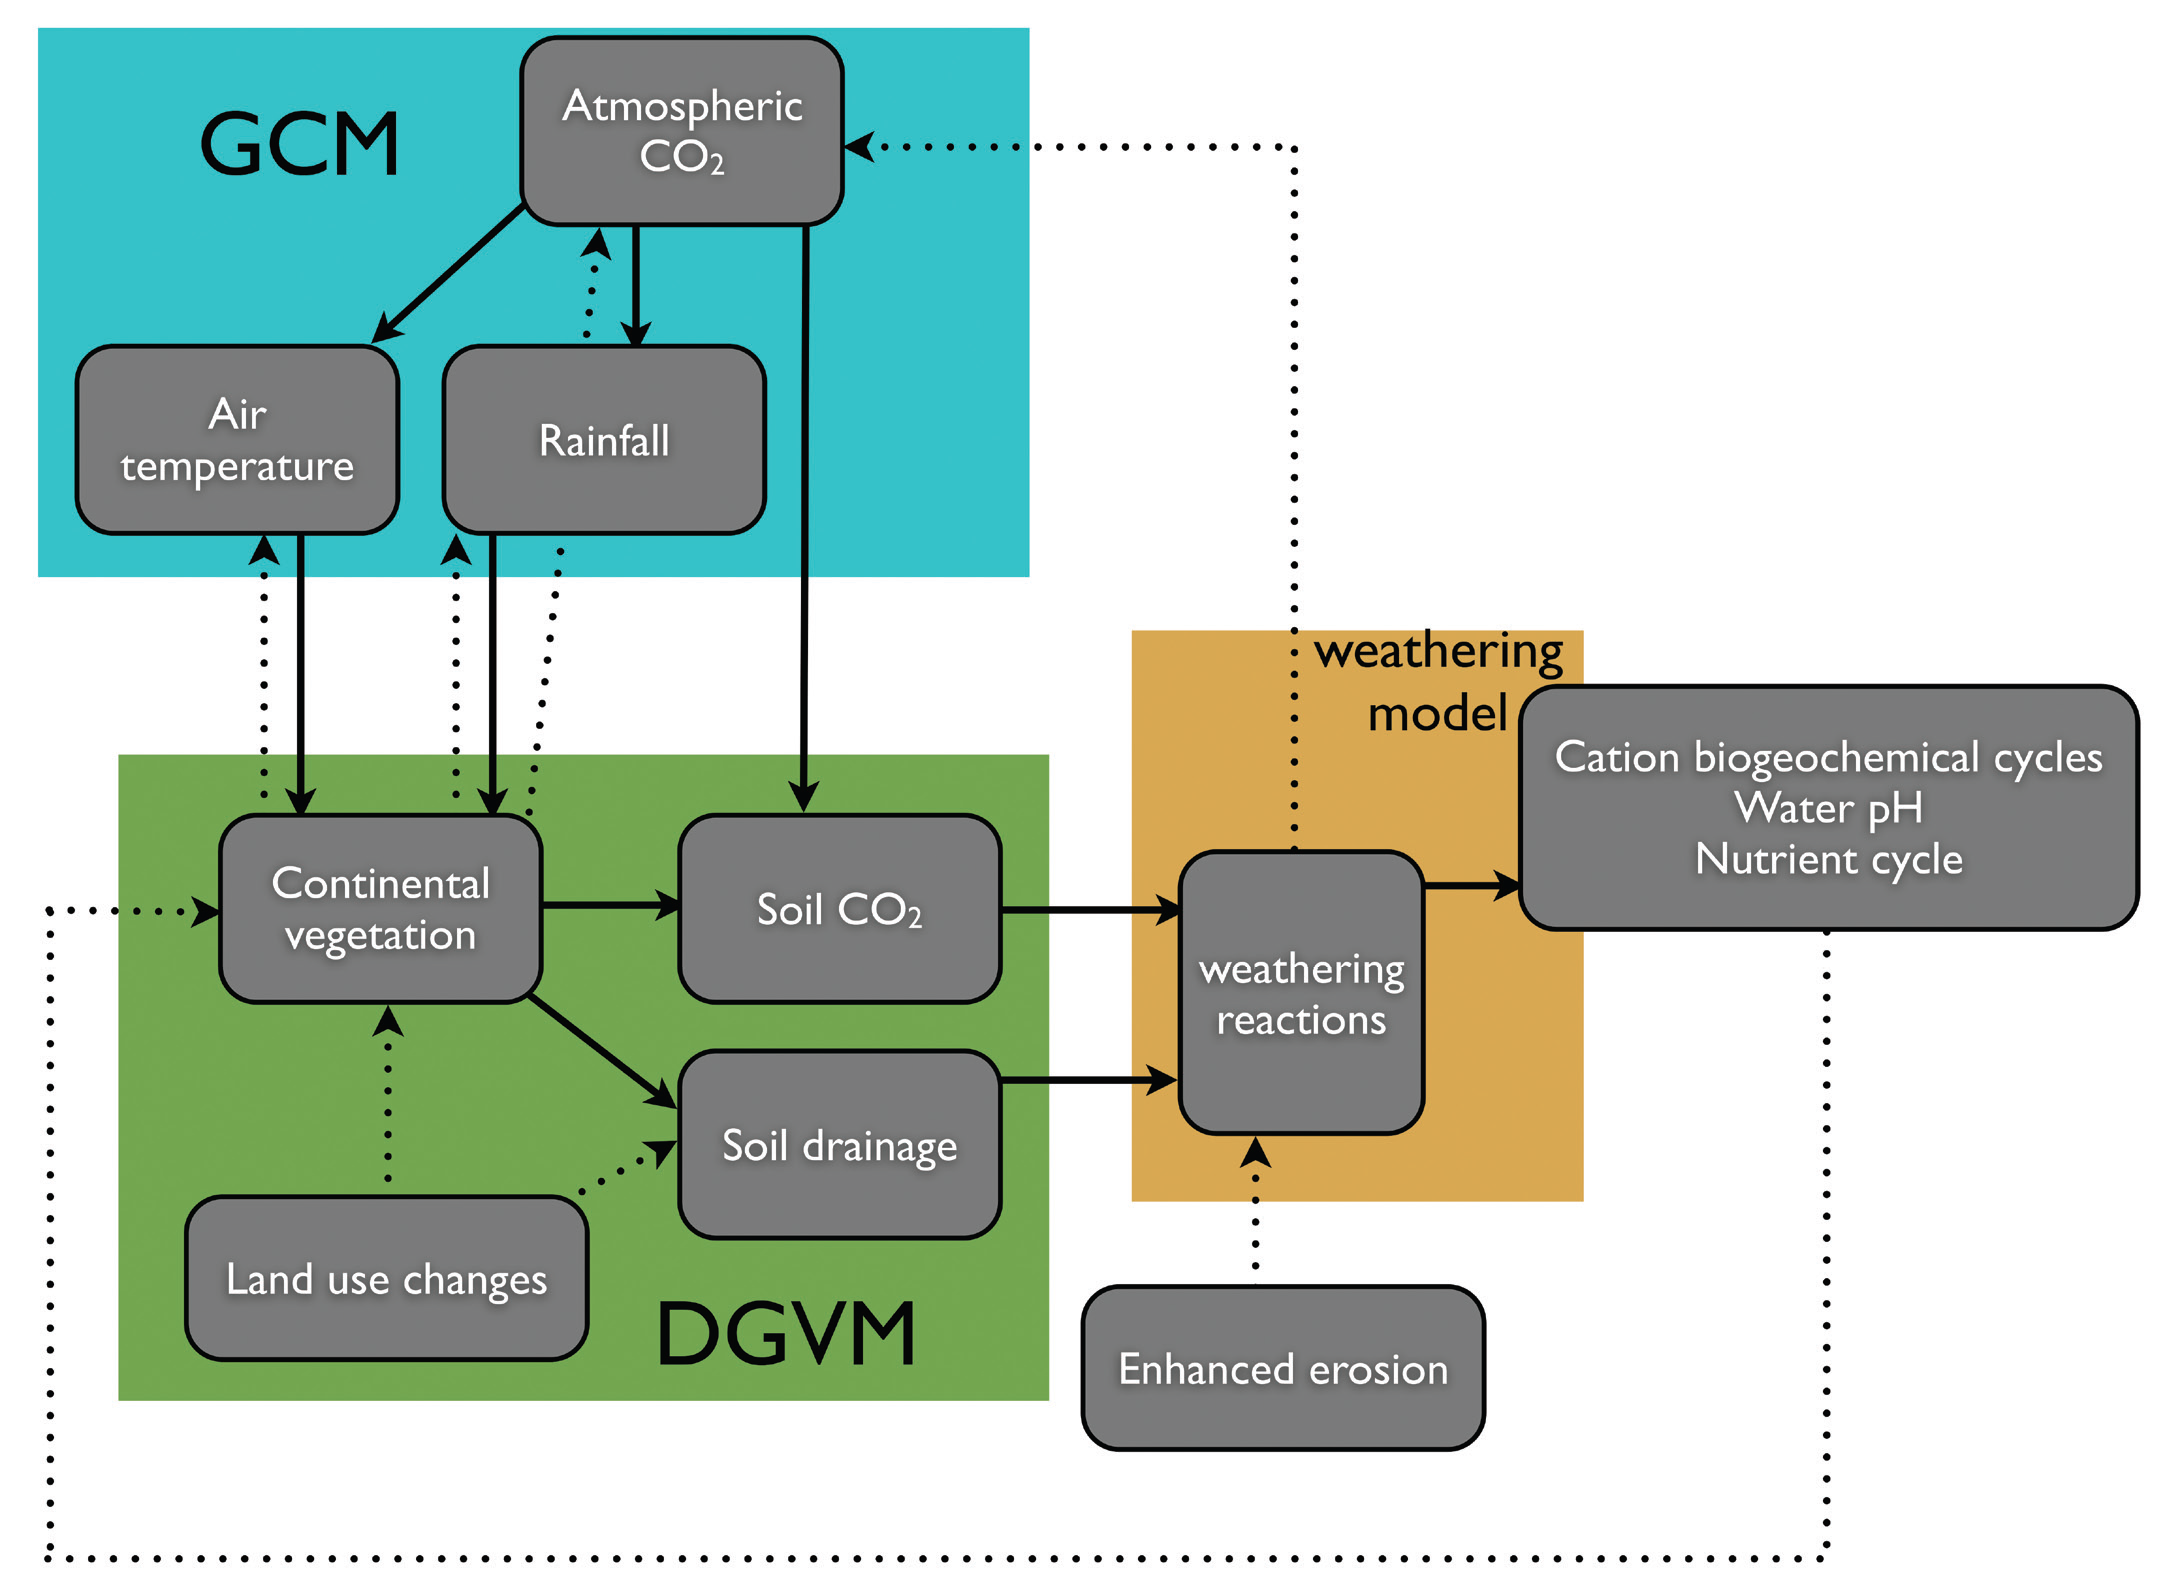 GCM
Atmospheric
CO₂
Air
temperature
Rainfall
weathering
model
Cation biogeochemical cycles
Water pH
Nutrient cycle
Continental
vegetation
Soil CO₂
weathering
reactions
Soil drainage
Land use changes
DGVM
Enhanced erosion